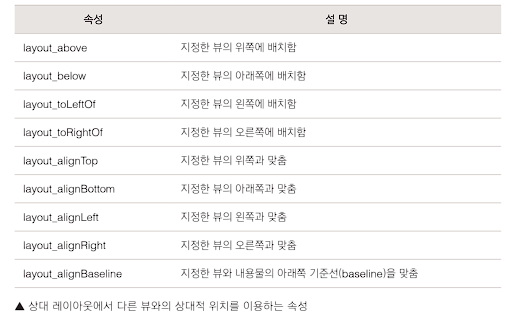 속성 설 명
layout_above 지정한 뷰의 위쪽에 배치함
layout_below 지정한 뷰의 아래쪽에 배치함
layout_toLeftOf 지정한 뷰의 왼쪽에 배치함
layout_toRightOf 지정한 뷰의 오른쪽에 배치함
layout_alignTop 지정한 뷰의 위쪽과 맞춤
layout_alignBottom 지정한 뷰의 아래쪽과 맞춤
layout_alignLeft 지정한 뷰의 왼쪽과 맞춤
layout_alignRight 지정한 뷰의 오른쪽과 맞춤
layout_alignBaseline 지정한 뷰와 내용물의 아래쪽 기준선(baseline)을 맞춤
▲ 상대 레이아웃에서 다른 뷰와의 상대적 위치를 이용하는 속성